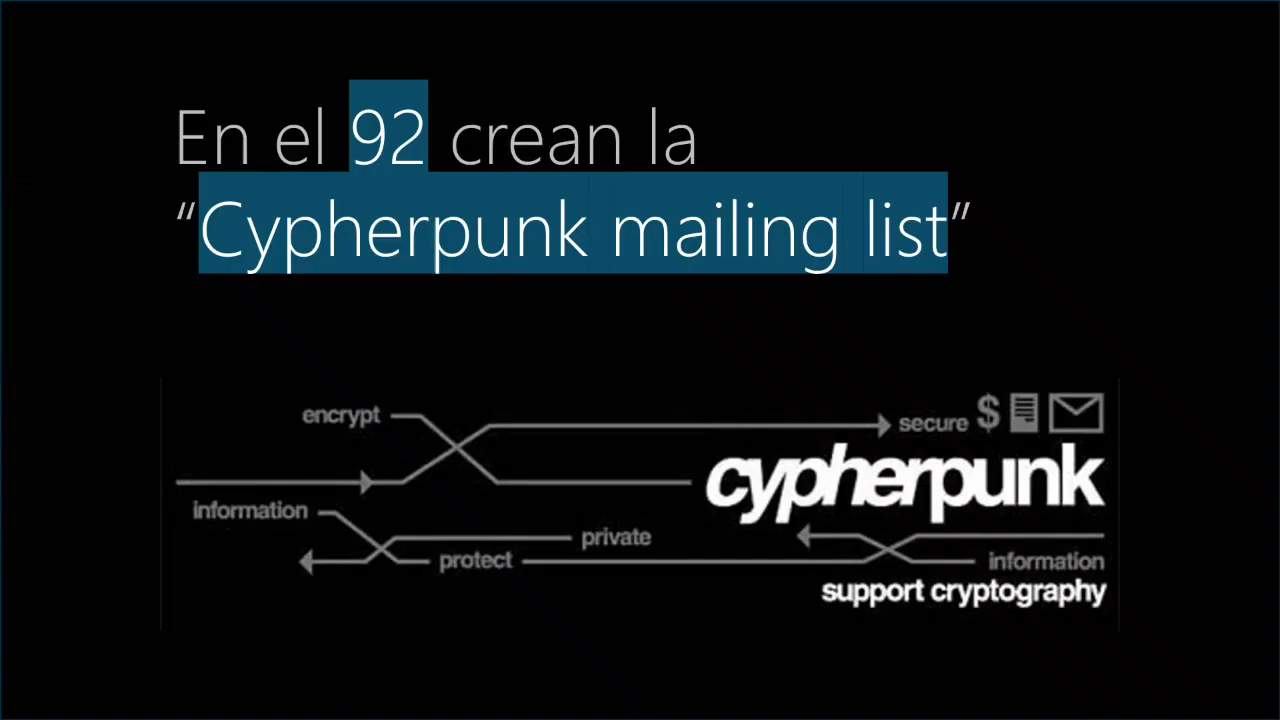 En el 92 crean la
“Cypherpunk mailing list”
encrypt
secure $
cypherpunk
information
private
protect
information
support cryptography